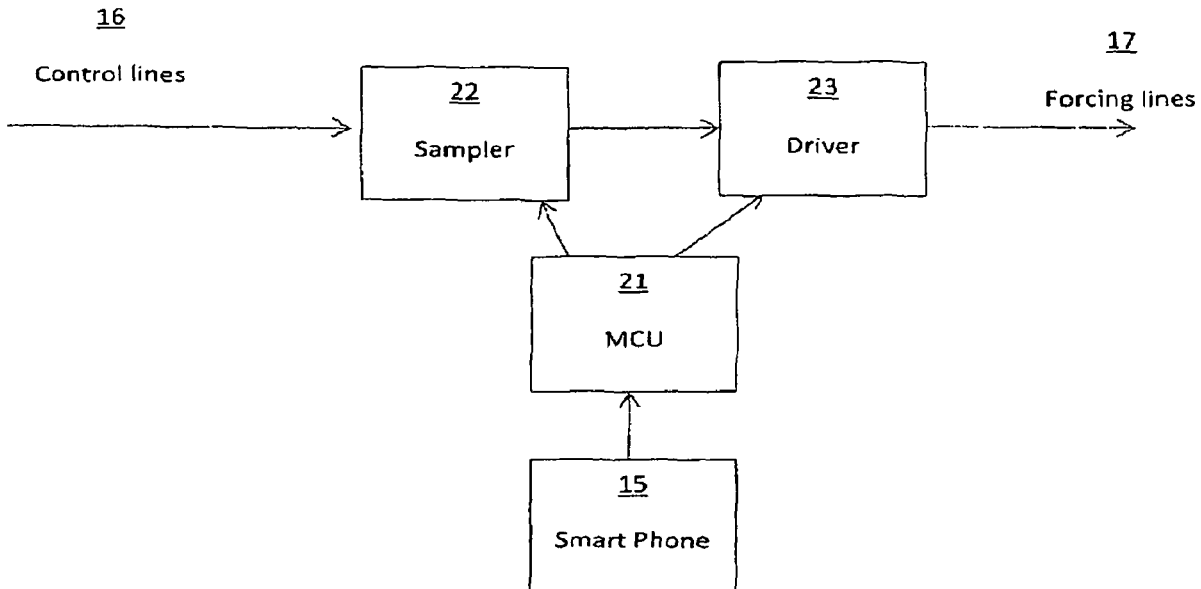 16
Control lines
22
Sampler
23
Driver
17
Forcing lines
21
MCU
15
Smart Phone